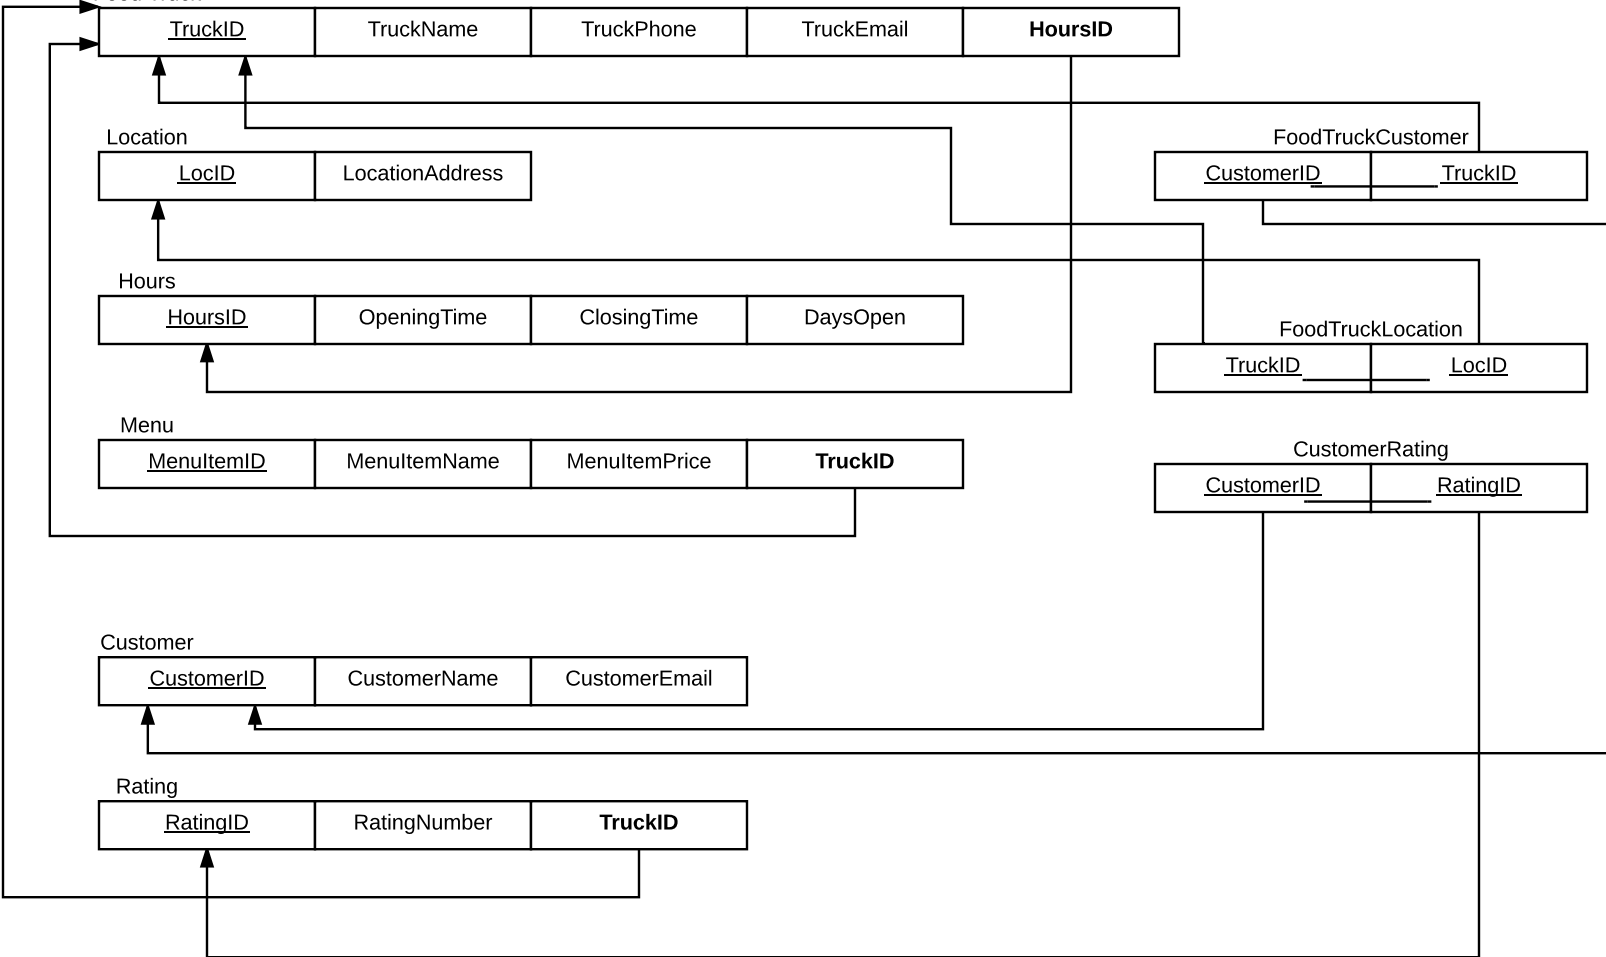 TruckID TruckName TruckPhone TruckEmail HoursID
Location
LocID LocationAddress
FoodTruckCustomer
CustomerID TruckID
Hours
HoursID OpeningTime ClosingTime DaysOpen
FoodTruckLocation
TruckID LocID
Menu
MenuItemID MenuItemName MenuItemPrice TruckID
CustomerRating
CustomerID RatingID
Customer
CustomerID CustomerName CustomerEmail
Rating
RatingID RatingNumber TruckID